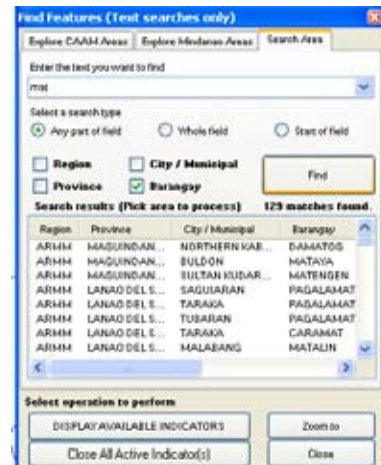 Find Features (Text searches only)
Explore CAAM Areas Explore Mindanao Areas Search Area
Enter the text you want to find
mat
Select a search type
Any part of field Whole field Start of field
Region City / Municipal
Province Barangay
Find
Search results (Pick area to process) 129 matches found.
Region Province City / Municipal Barangay
ARMM MAGUINDAN... NORTHERN KAB... DAMATOG
ARMM MAGUINDAN... BULDON MATAYA
ARMM MAGUINDAN... SULTAN KUDAR... MATENGEN
ARMM LANAO DEL S... SAGUIARAN PAGALAMAT
ARMM LANAO DEL S... TARAKA PAGALAMAT
ARMM LANAO DEL S... TUBARAN PAGALAMAT
ARMM LANAO DEL S... TARAKA CARAMAT
ARMM LANAO DEL S... MALABANG MATALIN
Select operation to perform
DISPLAY AVAILABLE INDICATORS Zoom to
Close All Active Indicator(s) Close